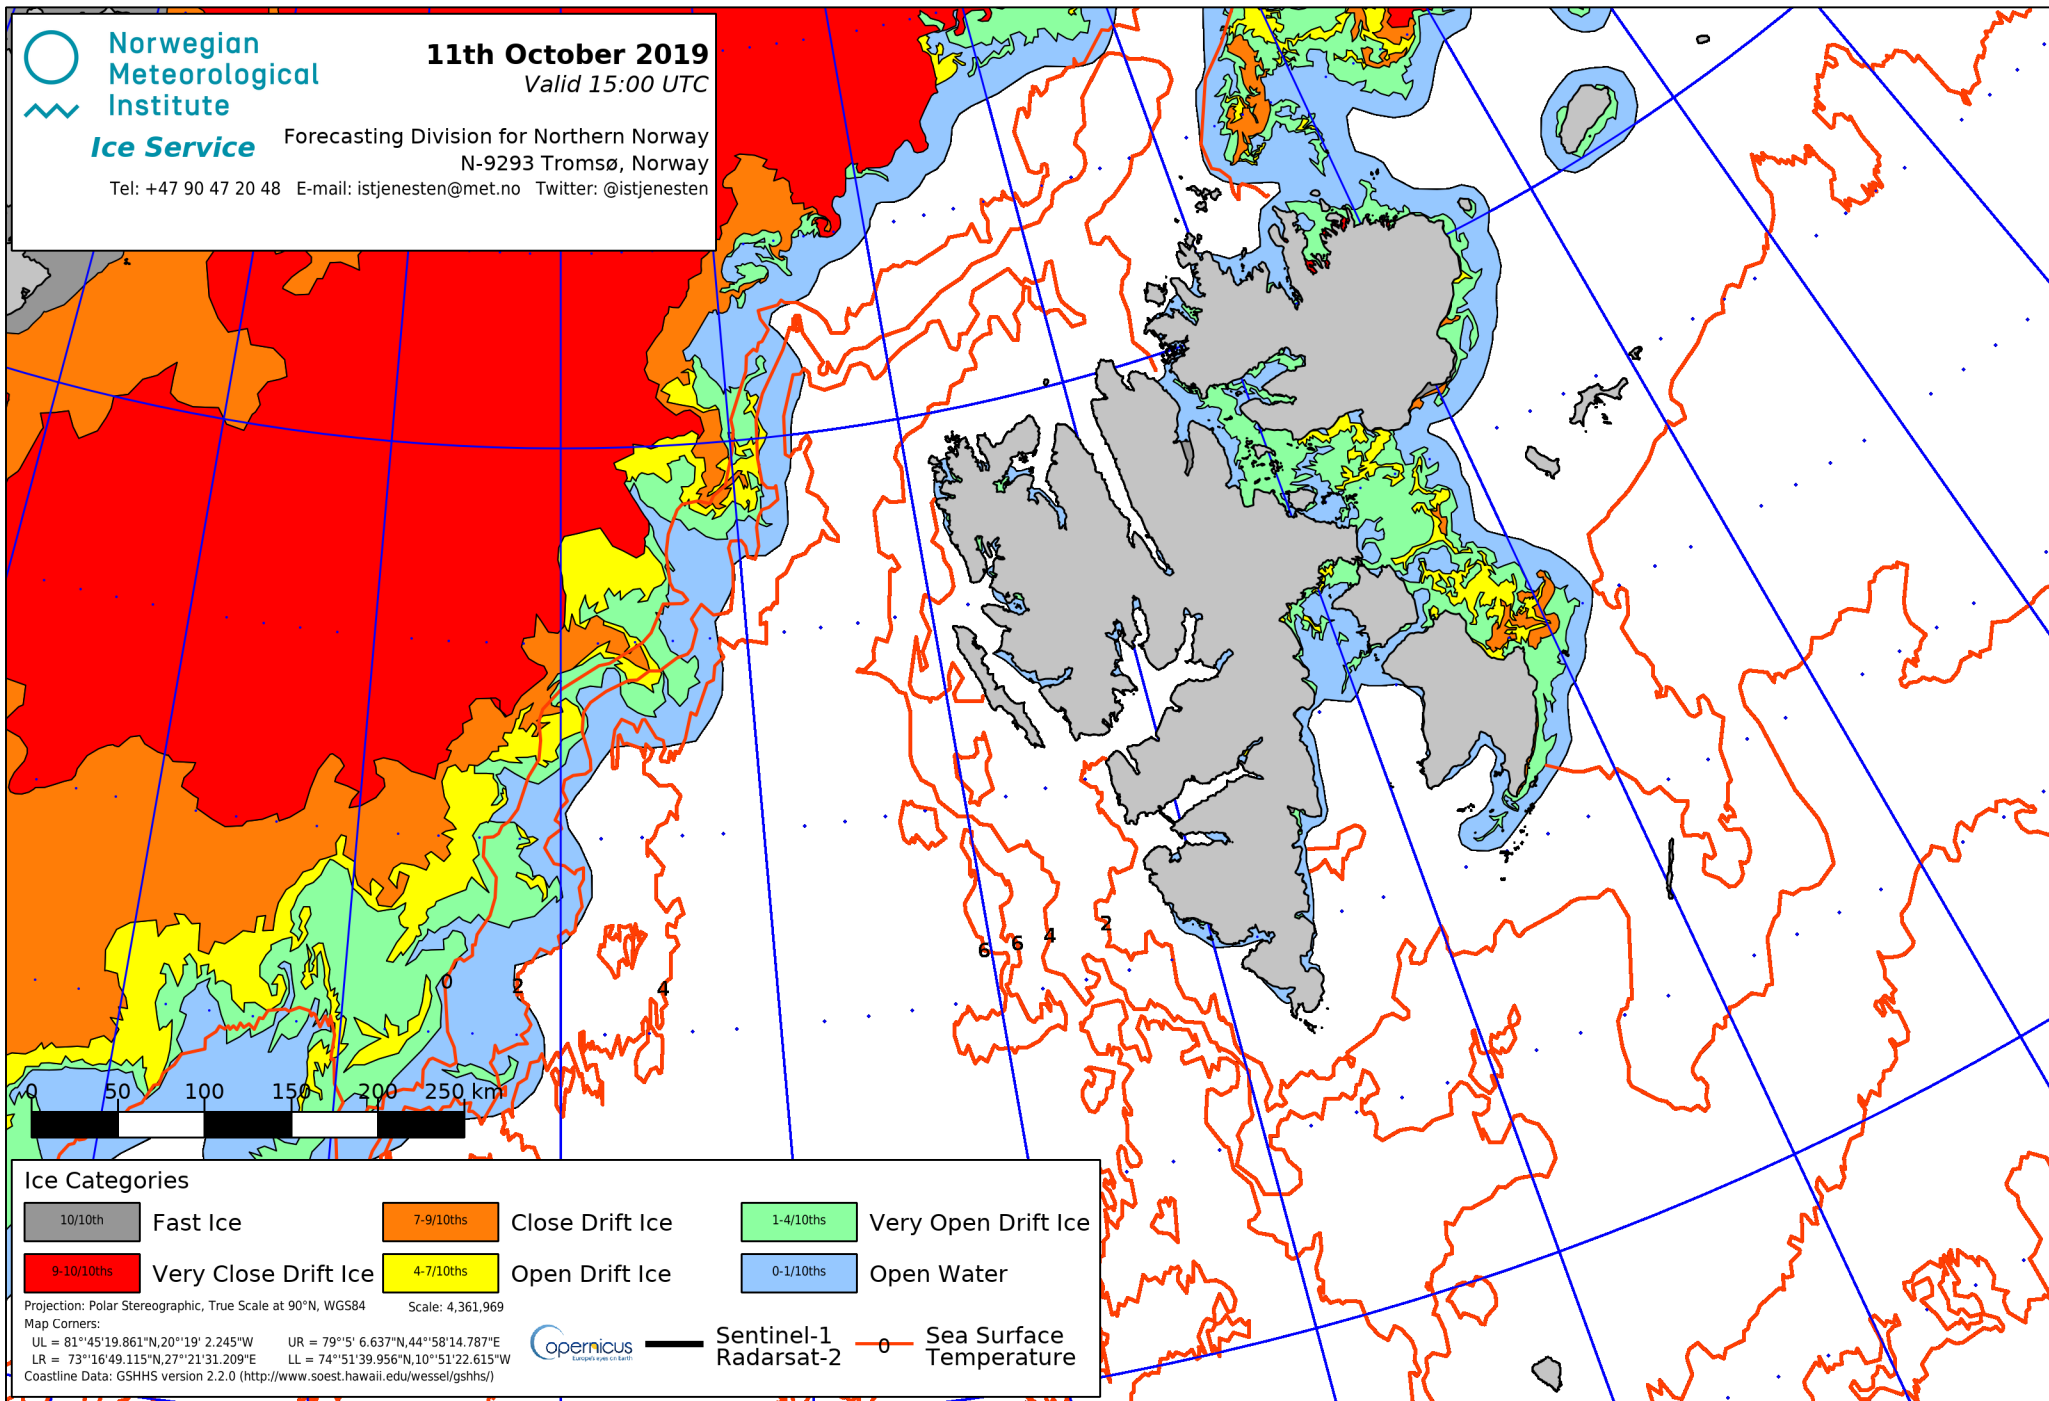 Norwegian
Meteorological
Institute
Ice Service
11th October 2019
Valid 15:00 UTC
Forecasting Division for Northern Norway
N-9293 Tromsø, Norway
Tel: +47 90 47 20 48 E-mail: istjenesten@met.no Twitter: @istjenesten
6
6
4
2
0
2
4
0 50 100 150 200 250 km
Ice Categories
10/10th Fast Ice
7-9/10ths Close Drift Ice
1-4/10ths Very Open Drift Ice
9-10/10ths Very Close Drift Ice
4-7/10ths Open Drift Ice
0-1/10ths Open Water
Projection: Polar Stereographic, True Scale at 90°N, WGS84 Scale: 4,361,969
Map Corners:
UL = 81°'45'19.861"N,20°'19' 2.245"W UR = 79°'5' 6.637"N,44°'58'14.787"E
LR = 73°'16'49.115"N,27°'21'31.209"E LL = 74°'51'39.956"N,10°'51'22.615"W
Coastline Data: GSHHS version 2.2.0 (http://www.soest.hawaii.edu/wessel/gshhs/)
opernicus
Europe's eyes on Earth
Sentinel-1
Radarsat-2
0
Sea Surface
Temperature